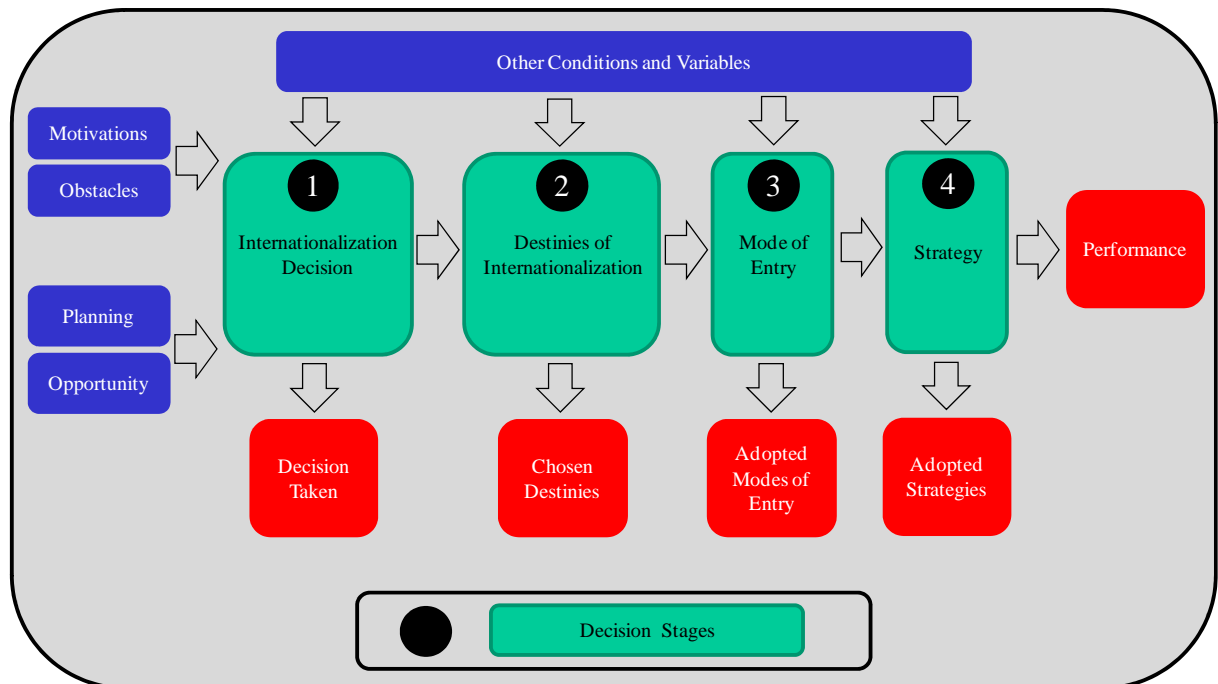 Other Conditions and Variables
Motivations
Obstacles
Planning
Opportunity
1
Internationalization
Decision
2
Destinies of
Internationalization
3
Mode of
Entry
4
Strategy
Performance
Decision
Taken
Chosen
Destinies
Adopted
Modes of
Entry
Adopted
Strategies
Decision Stages